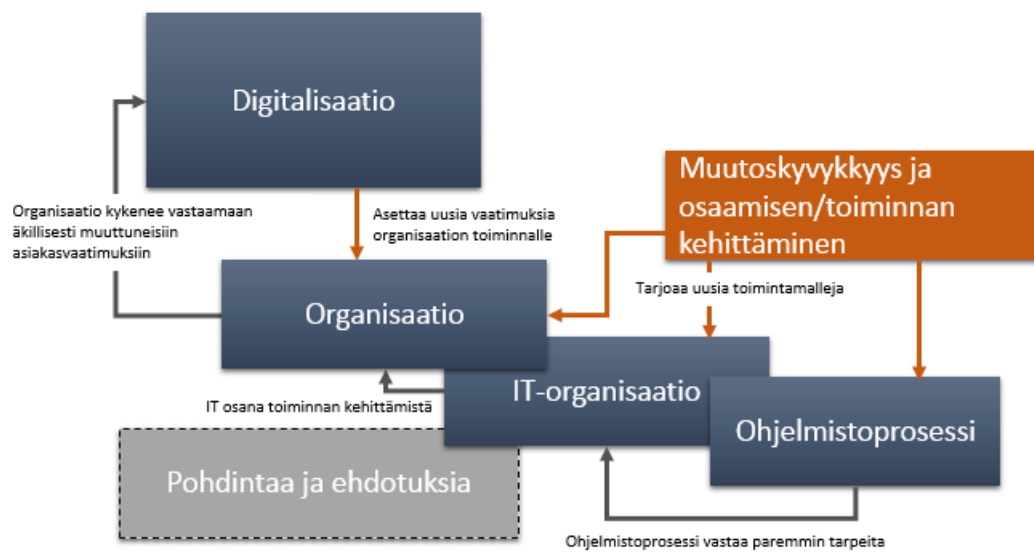 Digitalisaatio
Muutoskyvykkyys ja
osaamisen/toiminnan
kehittäminen
Organisaatio kykenee vastaamaan
äkillisesti muuttuneisiin
asiakasvaatimuksiin
Asettaa uusia vaatimuksia
organisaation toiminnalle
Tarjoaa uusia toimintamalleja
Organisaatio
IT-organisaatio
IT osana toiminnan kehittämistä
Ohjelmistoprosessi
Pohdintaa ja ehdotuksia
Ohjelmistoprosessi vastaa paremmin tarpeita